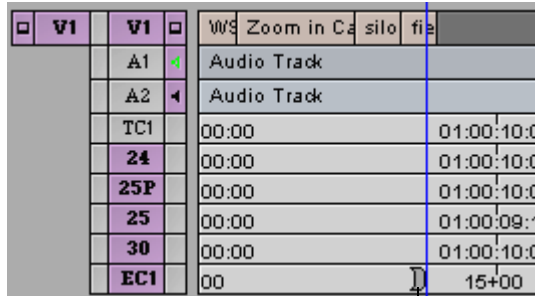 V1 V1 WS Zoom in Ca silo fie
A1 Audio Track
A2 Audio Track
TC1 00:00 01:00:10:0
24 00:00 01:00:10:0
25P 00:00 01:00:10:0
25 00:00 01:00:09:1
30 00:00 01:00:10:0
EC1 00 15+00